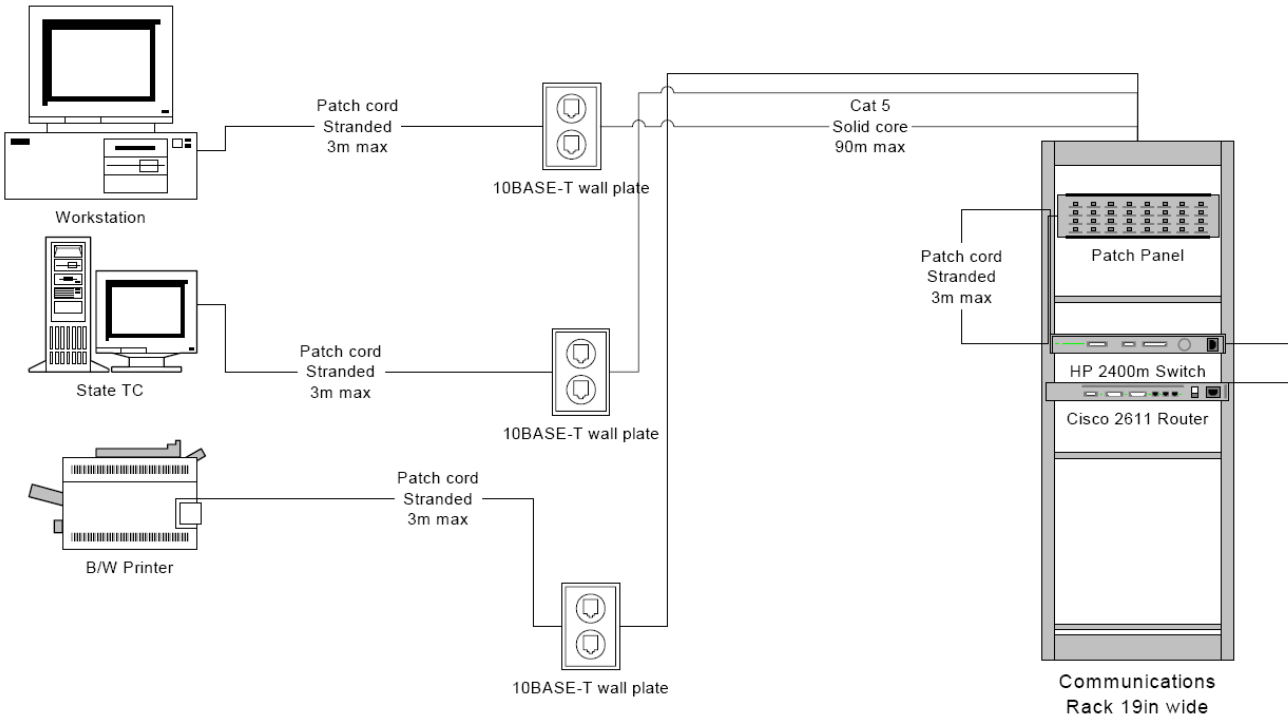 Patch cord
Stranded
3m max
10BASE-T wall plate
Workstation
Cat 5
Solid core
90m max
Patch cord
Stranded
3m max
Patch Panel
Patch cord
Stranded
3m max
10BASE-T wall plate
State TC
HP 2400m Switch
Cisco 2611 Router
Patch cord
Stranded
3m max
B/W Printer
10BASE-T wall plate
Communications
Rack 19in wide